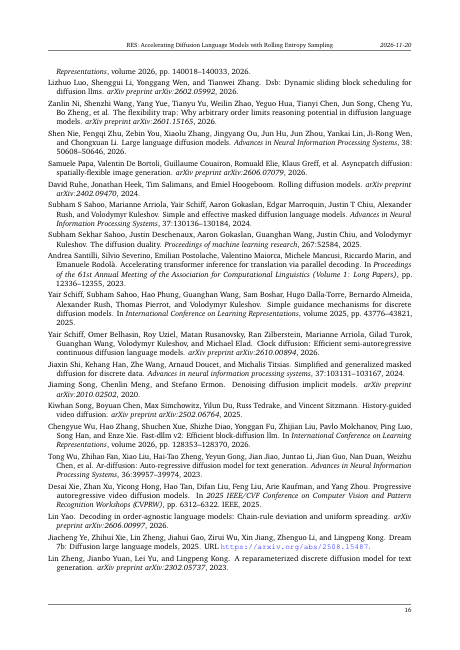 RES: Accelerating Diffusion Language Models with Rolling Entropy Sampling 2026-11-20
Representations, volume 2026, pp. 140018–140033, 2026.
Lizhuo Luo, Shenggui Li, Yonggang Wen, and Tianwei Zhang. Dsb: Dynamic sliding block scheduling for
diffusion llms. arXiv preprint arXiv:2602.05992, 2026.
Zanlin Ni, Shenzhi Wang, Yang Yue, Tianyu Yu, Weilin Zhao, Yeguo Hua, Tianyi Chen, Jun Song, Cheng Yu,
Bo Zheng, et al. The flexibility trap: Why arbitrary order limits reasoning potential in diffusion language
models. arXiv preprint arXiv:2601.15165, 2026.
Shen Nie, Fengqi Zhu, Zebin You, Xiaolu Zhang, Jingyang Ou, Jun Hu, Jun Zhou, Yankai Lin, Ji-Rong Wen,
and Chongxuan Li. Large language diffusion models. Advances in Neural Information Processing Systems, 38:
50608–50646, 2026.
Samuele Papa, Valentin De Bortoli, Guillaume Couairon, Romuald Elie, Klaus Greff, et al. Asyncpatch diffusion:
spatially-flexible image generation. arXiv preprint arXiv:2606.07079, 2026.
David Ruhe, Jonathan Heek, Tim Salimans, and Emiel Hoogeboom. Rolling diffusion models. arXiv preprint
arXiv:2402.09470, 2024.
Subham S Sahoo, Marianne Arriola, Yair Schiff, Aaron Gokaslan, Edgar Marroquin, Justin T Chiu, Alexander
Rush, and Volodymyr Kuleshov. Simple and effective masked diffusion language models. Advances in Neural
Information Processing Systems, 37:130136–130184, 2024.
Subham Sekhar Sahoo, Justin Deschenaux, Aaron Gokaslan, Guanghan Wang, Justin Chiu, and Volodymyr
Kuleshov. The diffusion duality. Proceedings of machine learning research, 267:52584, 2025.
Andrea Santilli, Silvio Severino, Emilian Postolache, Valentino Maiorca, Michele Mancusi, Riccardo Marin, and
Emanuele Rodolà. Accelerating transformer inference for translation via parallel decoding. In Proceedings
of the 61st Annual Meeting of the Association for Computational Linguistics (Volume 1: Long Papers), pp.
12336–12355, 2023.
Yair Schiff, Subham Sahoo, Hao Phung, Guanghan Wang, Sam Boshar, Hugo Dalla-Torre, Bernardo Almeida,
Alexander Rush, Thomas Pierrot, and Volodymyr Kuleshov. Simple guidance mechanisms for discrete
diffusion models. In International Conference on Learning Representations, volume 2025, pp. 43776–43821,
2025.
Yair Schiff, Omer Belhasin, Roy Uziel, Matan Rusanovsky, Ran Zilberstein, Marianne Arriola, Gilad Turok,
Guanghan Wang, Volodymyr Kuleshov, and Michael Elad. Clock diffusion: Efficient semi-autoregressive
continuous diffusion language models. arXiv preprint arXiv:2610.00894, 2026.
Jiaxin Shi, Kehang Han, Zhe Wang, Arnaud Doucet, and Michalis Titsias. Simplified and generalized masked
diffusion for discrete data. Advances in neural information processing systems, 37:103131–103167, 2024.
Jiaming Song, Chenlin Meng, and Stefano Ermon. Denoising diffusion implicit models. arXiv preprint
arXiv:2010.02502, 2020.
Kiwhan Song, Boyuan Chen, Max Simchowitz, Yilun Du, Russ Tedrake, and Vincent Sitzmann. History-guided
video diffusion. arXiv preprint arXiv:2502.06764, 2025.
Chengyue Wu, Hao Zhang, Shuchen Xue, Shizhe Diao, Yonggan Fu, Zhijian Liu, Pavlo Molchanov, Ping Luo,
Song Han, and Enze Xie. Fast-dllm v2: Efficient block-diffusion llm. In International Conference on Learning
Representations, volume 2026, pp. 128353–128370, 2026.
Tong Wu, Zhihao Fan, Xiao Liu, Hai-Tao Zheng, Yeyun Gong, Jian Jiao, Juntao Li, Jian Guo, Nan Duan, Weizhu
Chen, et al. Ar-diffusion: Auto-regressive diffusion model for text generation. Advances in Neural Information
Processing Systems, 36:39957–39974, 2023.
Desai Xie, Zhan Xu, Yicong Hong, Hao Tan, Difan Liu, Feng Liu, Arie Kaufman, and Yang Zhou. Progressive
autoregressive video diffusion models. In 2025 IEEE/CVF Conference on Computer Vision and Pattern
Recognition Workshops (CVPRW), pp. 6312–6322. IEEE, 2025.
Lin Yao. Decoding in order-agnostic language models: Chain-rule deviation and uniform spreading. arXiv
preprint arXiv:2606.00997, 2026.
Jiacheng Ye, Zhihui Xie, Lin Zheng, Jiahui Gao, Zirui Wu, Xin Jiang, Zhenguo Li, and Lingpeng Kong. Dream
7b: Diffusion large language models, 2025. URL https://arxiv.org/abs/2508.15487.
Lin Zheng, Jianbo Yuan, Lei Yu, and Lingpeng Kong. A reparameterized discrete diffusion model for text
generation. arXiv preprint arXiv:2302.05737, 2023.
16